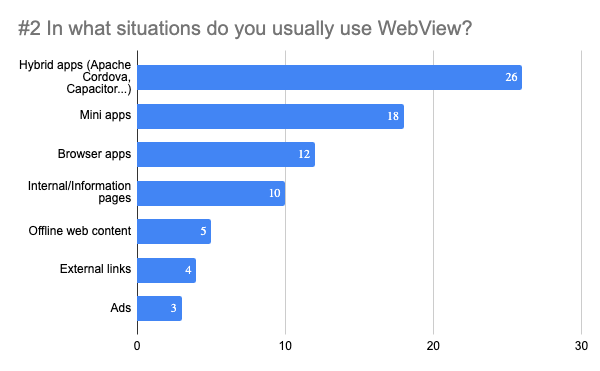 #2 In what situations do you usually use WebView?
Hybrid apps (Apache
Cordova,
Capacitor...)
26
Mini apps
18
Browser apps
12
Internal/Information
pages
10
Offline web content
5
External links
4
Ads
3
0
10
20
30